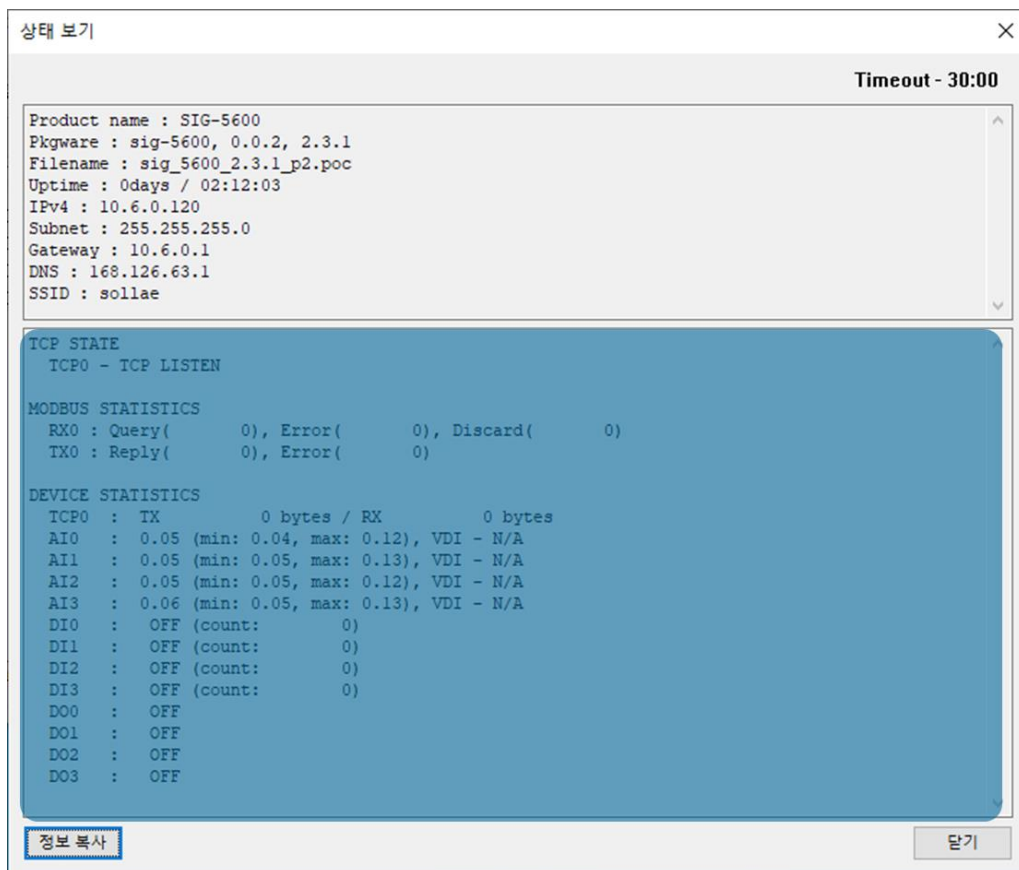 상태 보기
Timeout - 30:00
Product name : SIG-5600
Pkgware : sig-5600, 0.0.2, 2.3.1
Filename : sig_5600_2.3.1_p2.poc
Uptime : 0days / 02:12:03
IPv4 : 10.6.0.120
Subnet : 255.255.255.0
Gateway : 10.6.0.1
DNS : 168.126.63.1
SSID : sollae
TCP STATE
TCP0 - TCP LISTEN
MODBUS STATISTICS
RX0 : Query( 0), Error( 0), Discard( 0)
TX0 : Reply( 0), Error( 0)
DEVICE STATISTICS
TCP0 : TX 0 bytes / RX 0 bytes
AI0 : 0.05 (min: 0.04, max: 0.12), VDI - N/A
AI1 : 0.05 (min: 0.05, max: 0.13), VDI - N/A
AI2 : 0.05 (min: 0.05, max: 0.12), VDI - N/A
AI3 : 0.06 (min: 0.05, max: 0.13), VDI - N/A
DI0 : OFF (count: 0)
DI1 : OFF (count: 0)
DI2 : OFF (count: 0)
DI3 : OFF (count: 0)
DO0 : OFF
DO1 : OFF
DO2 : OFF
DO3 : OFF
정보 복사
닫기